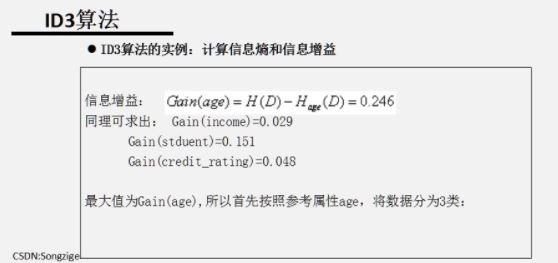 ID3算法
● ID3算法的实例：计算信息熵和信息增益
信息增益： Gain(age) = H(D) − H_age(D) = 0.246
同理可求出： Gain(income)=0.029
Gain(stduent)=0.151
Gain(credit_rating)=0.048
最大值为Gain(age),所以首先按照参考属性age，将数据分为3类：
CSDN:Songzige